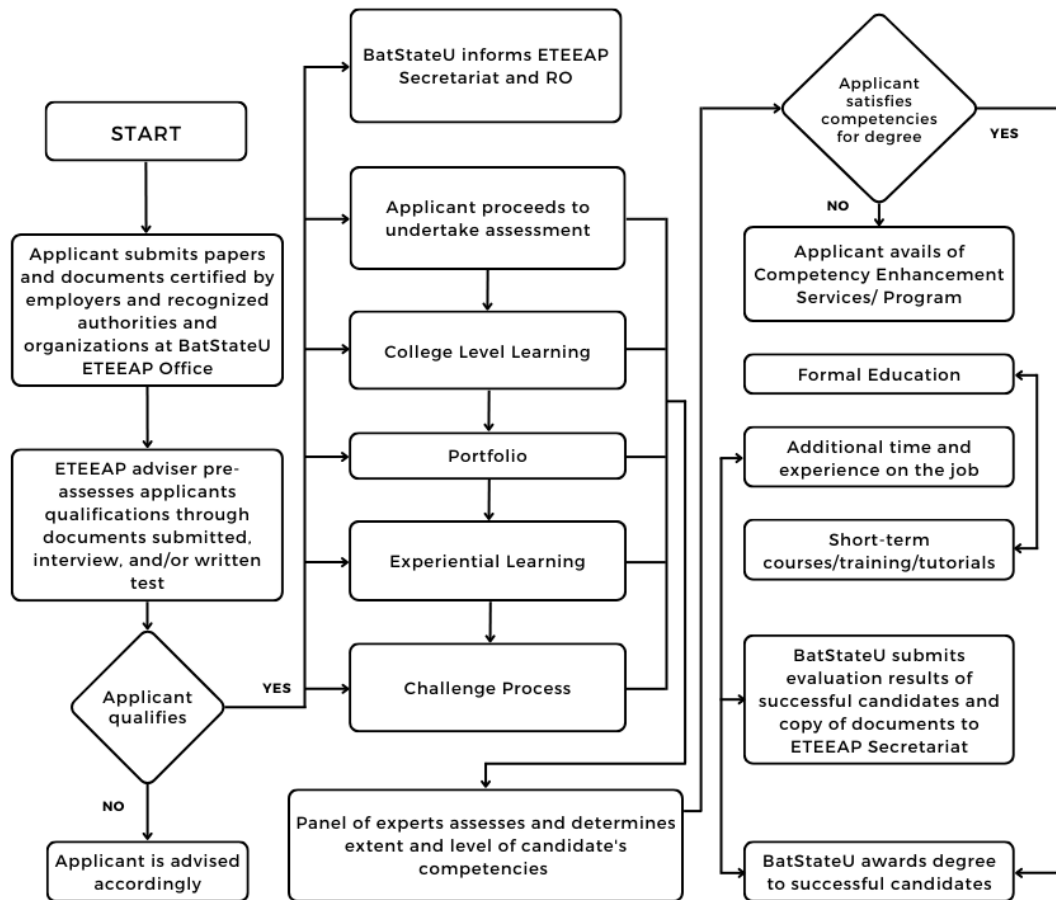 START
Applicant submits papers
and documents certified by
employers and recognized
authorities and
organizations at BatStateU
ETEEAP Office
ETEEAP adviser pre-
assesses applicants
qualifications through
documents submitted,
interview, and/or written
test
Applicant
qualifies
YES
NO
Applicant is advised
accordingly
BatStateU informs ETEEAP
Secretariat and RO
Applicant proceeds to
undertake assessment
College Level Learning
Portfolio
Experiential Learning
Challenge Process
Panel of experts assesses and determines
extent and level of candidate's
competencies
Applicant
satisfies
competencies
for degree
YES
NO
Applicant avails of
Competency Enhancement
Services/ Program
Formal Education
Additional time and
experience on the job
Short-term
courses/training/tutorials
BatStateU submits
evaluation results of
successful candidates and
copy of documents to
ETEEAP Secretariat
BatStateU awards degree
to successful candidates